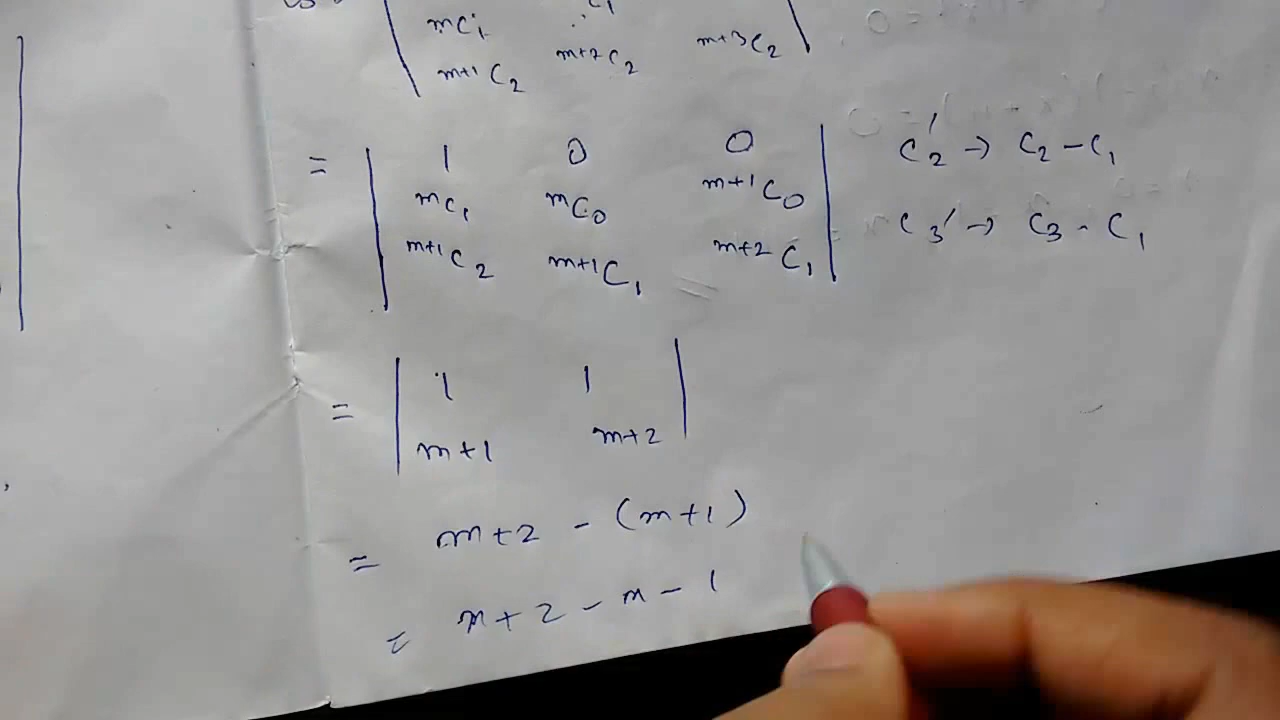 mC₁ C₁
m+1C₂ m+2C₂ m+3C₂
= | 1 0 0 | C₂′ → C₂ - C₁
mC₁ mC₀ m+1C₀
m+1C₂ m+1C₁ m+2C₁ C₃′ → C₃ - C₁
= | 1 1 |
m+1 m+2
= m+2 - (m+1)
= m+2 - m - 1